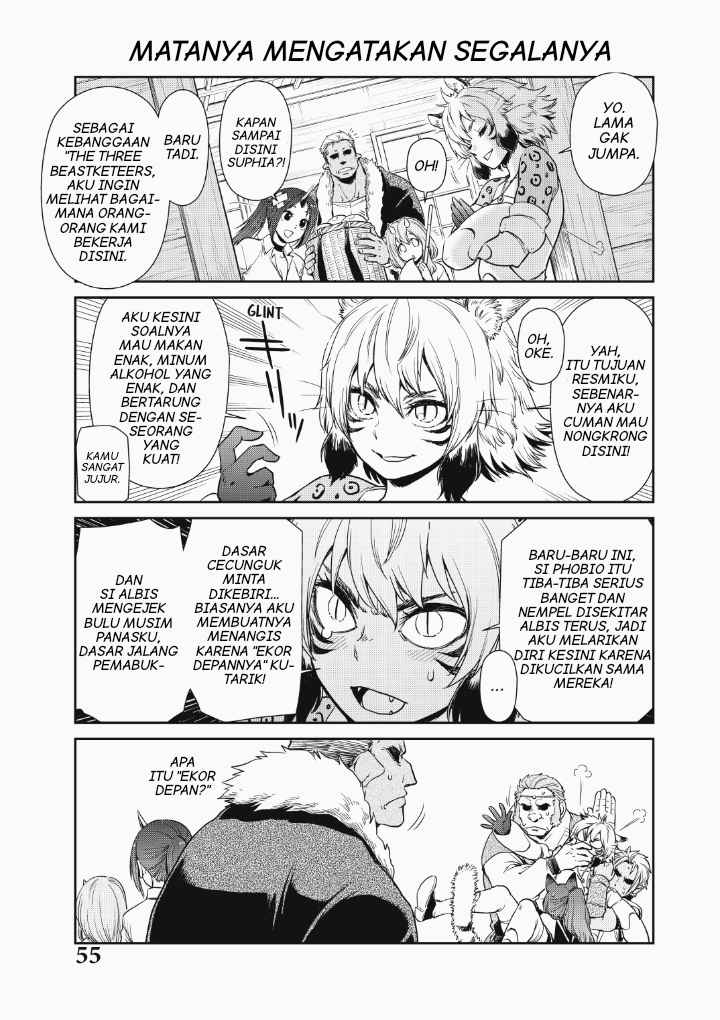 MATANYA MENGATAKAN SEGALANYA
YO.
LAMA
GAK
JUMPA.
OH!
KAPAN
SAMPAI
DISINI
SUPHIA?!
BARU
TADI.
SEBAGAI
KEBANGGAAN
"THE THREE
BEASTKETEERS,
AKU INGIN
MELIHAT BAGAI-
MANA ORANG-
ORANG KAMI
BEKERJA
DISINI.
YAH,
ITU TUJUAN
RESMIKU,
SEBENAR-
NYA AKU
CUMAN MAU
NONGKRONG
DISINI!
OH,
OKE.
GLINT
AKU KESINI
SOALNYA
MAU MAKAN
ENAK, MINUM
ALKOHOL YANG
ENAK, DAN
BERTARUNG
DENGAN SE-
SEORANG
YANG
KUAT!
KAMU
SANGAT
JUJUR.
BARU-BARU INI,
SI PHOBIO ITU
TIBA-TIBA SERIUS
BANGET DAN
NEMPEL DISEKITAR
ALBIS TERUS, JADI
AKU MELARIKAN
DIRI KESINI KARENA
DIKUCILKAN SAMA
MEREKA!
...
DASAR
CECUNGUK
MINTA
DIKEBIRI...
BIASANYA AKU
MEMBUATNYA
MENANGIS
KARENA "EKOR
DEPANNYA" KU-
TARIK!
DAN
SI ALBIS
MENGEJEK
BULU MUSIM
PANASKU,
DASAR JALANG
PEMABUK-
APA
ITU "EKOR
DEPAN?"
55